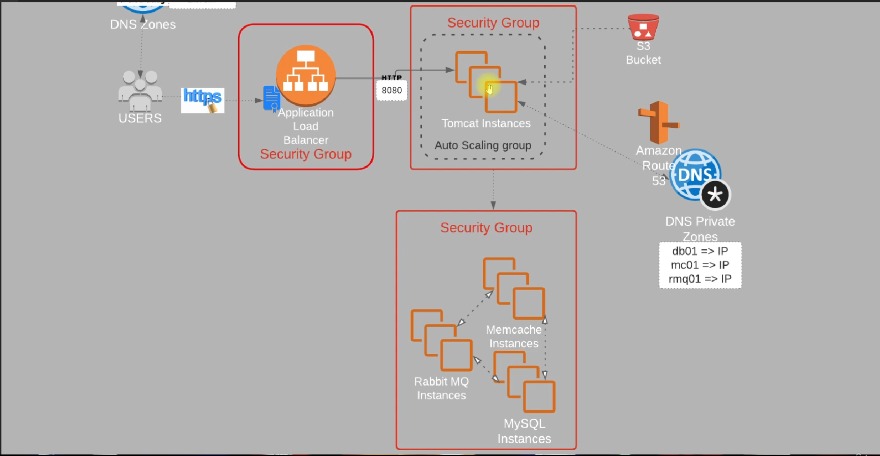 DNS Zones
USERS
https
Application
Load
Balancer
Security Group
HTTP
8080
Security Group
Tomcat Instances
Auto Scaling group
S3
Bucket
Amazon
Route
53
DNS
DNS Private
Zones
db01 => IP
mc01 => IP
rmq01 => IP
Security Group
Memcache
Instances
Rabbit MQ
Instances
MySQL
Instances